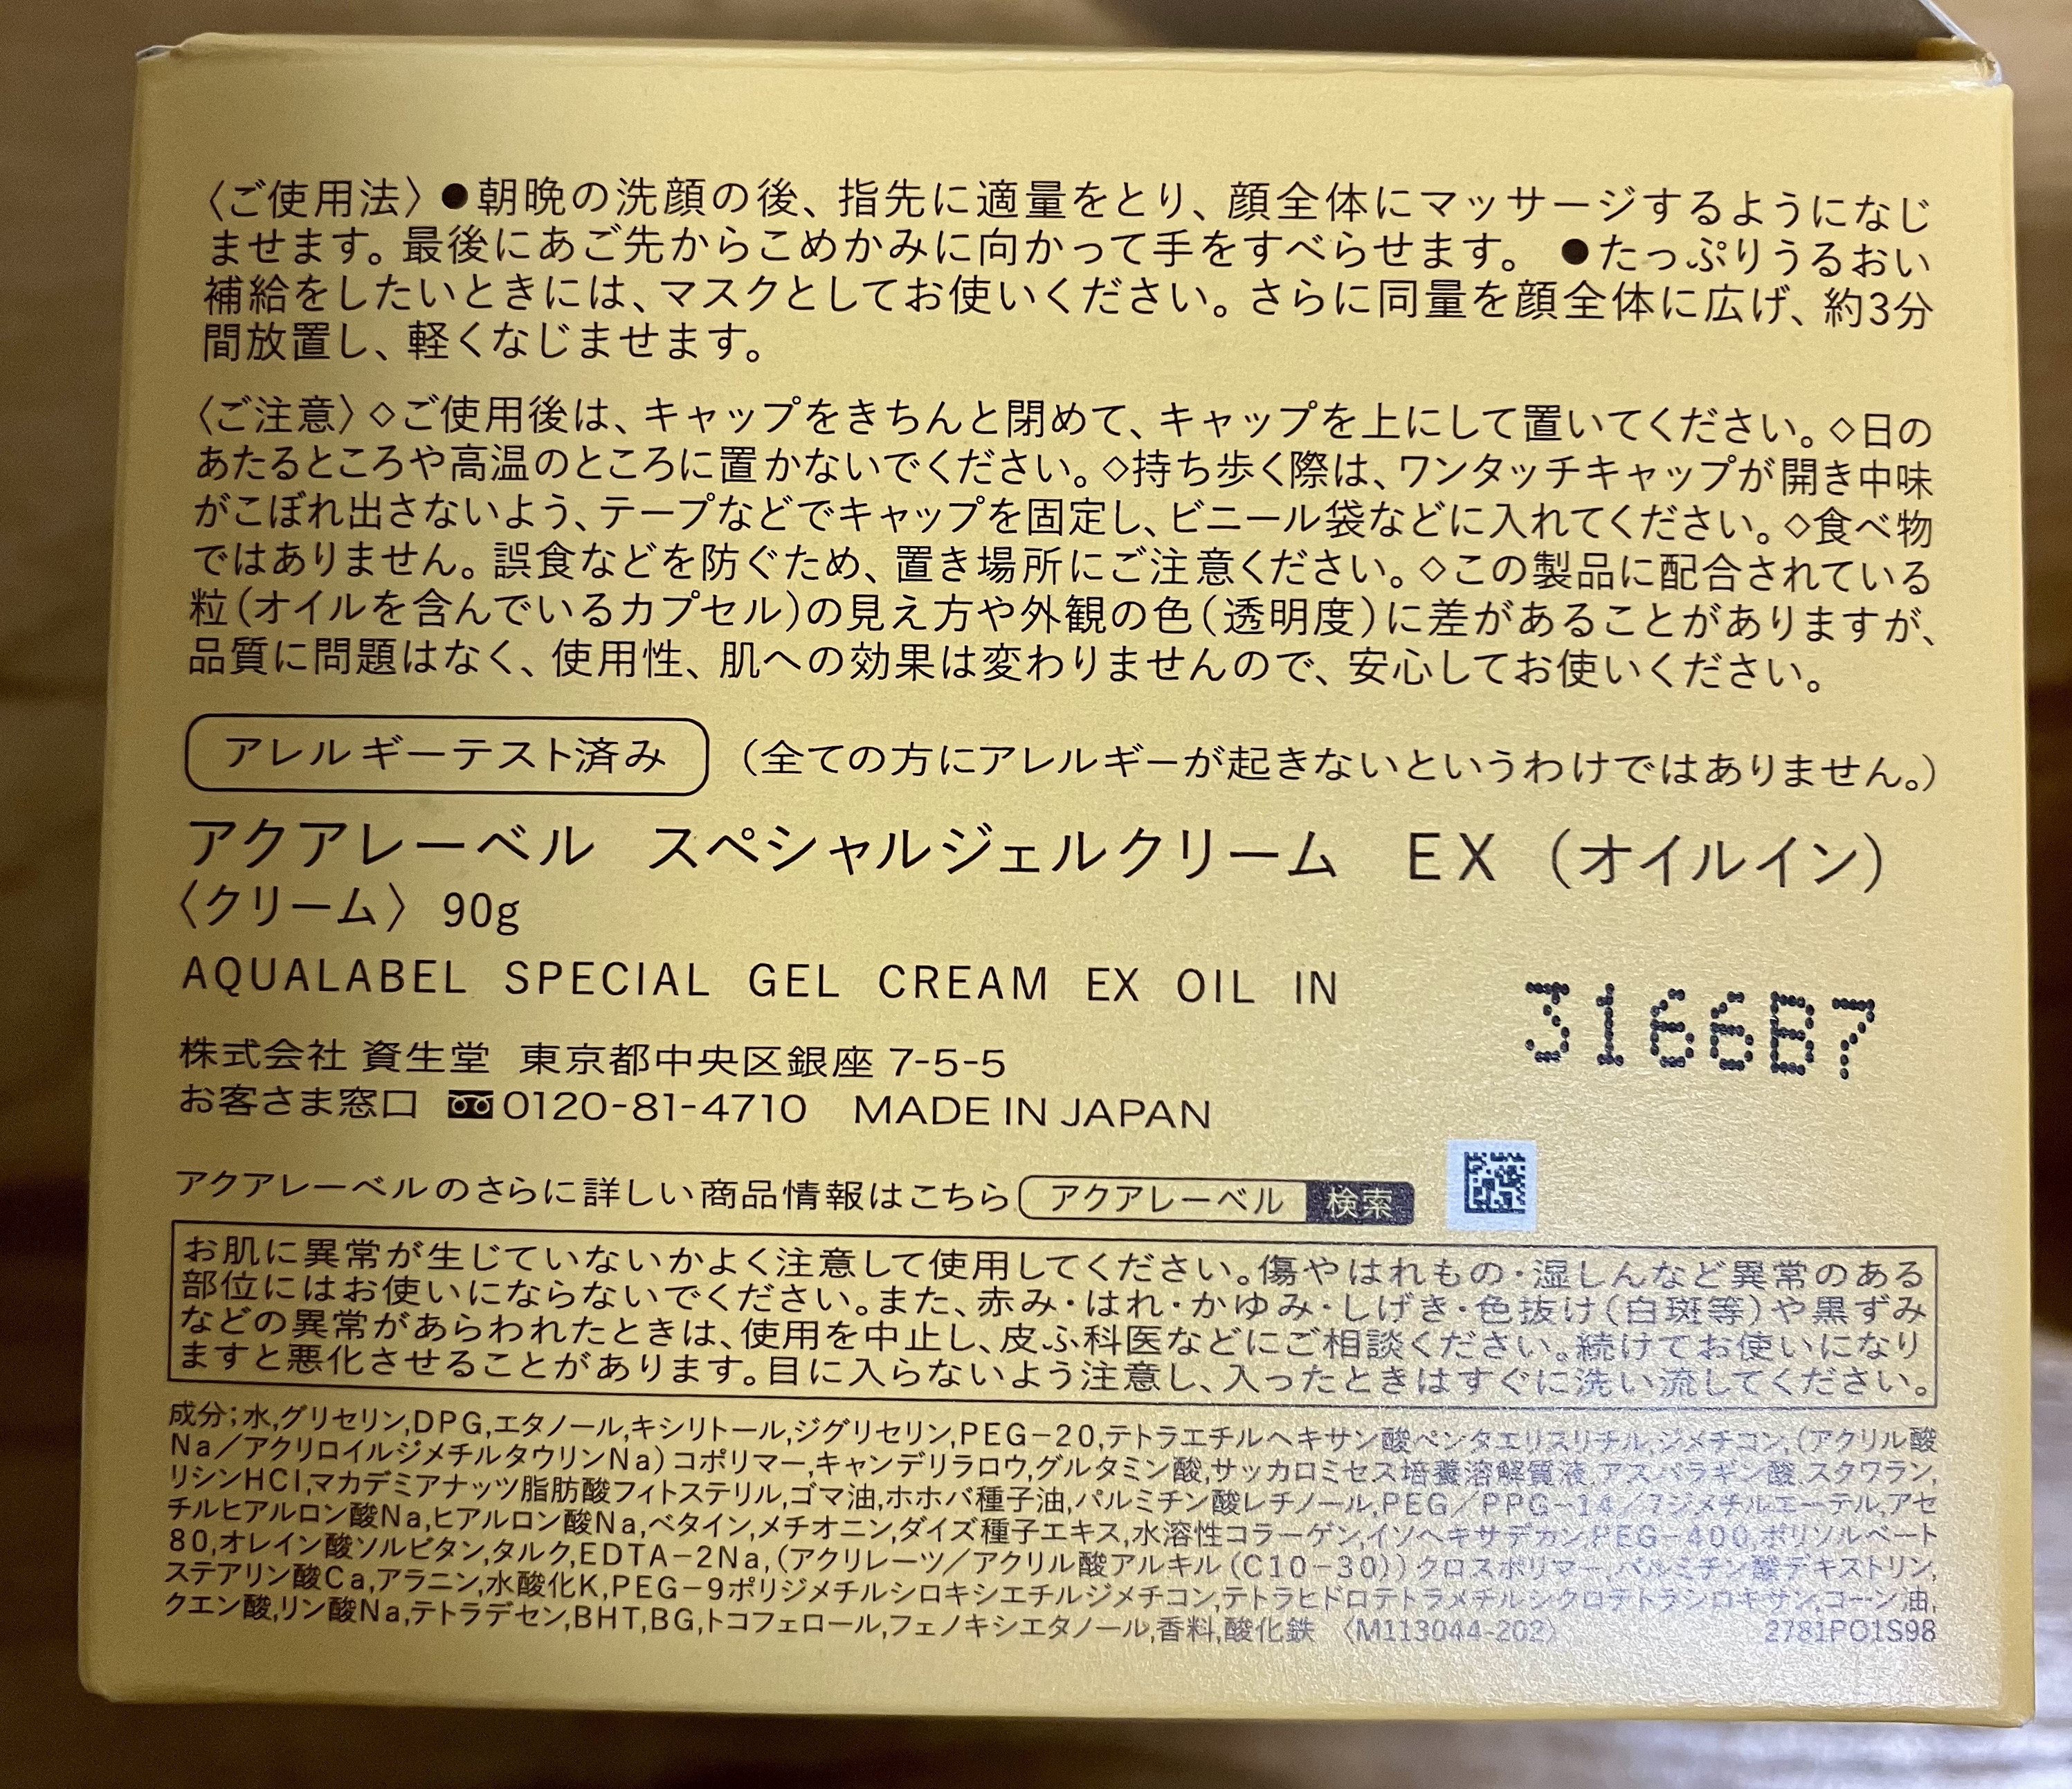 〈ご使用法〉●朝晩の洗顔の後、指先に適量をとり、顔全体にマッサージするようになじ
ませます。最後にあご先からこめかみに向かって手をすべらせます。 ●たっぷりうるおい
補給をしたいときには、マスクとしてお使いください。さらに同量を顔全体に広げ、約3分
間放置し、軽くなじませます。
〈ご注意〉◇ご使用後は、キャップをきちんと閉めて、キャップを上にして置いてください。◇日の
あたるところや高温のところに置かないでください。◇持ち歩く際は、ワンタッチキャップが開き中味
がこぼれ出さないよう、テープなどでキャップを固定し、ビニール袋などに入れてください。◇食べ物
ではありません。誤食などを防ぐため、置き場所にご注意ください。◇この製品に配合されている
粒(オイルを含んでいるカプセル)の見え方や外観の色(透明度)に差があることがありますが、
品質に問題はなく、使用性、肌への効果は変わりませんので、安心してお使いください。
アレルギーテスト済み (全ての方にアレルギーが起きないというわけではありません。)
アクアレーベル スペシャルジェルクリーム EX (オイルイン)
〈クリーム〉 90g
AQUALABEL SPECIAL GEL CREAM EX OIL IN
3166B7
株式会社 資生堂 東京都中央区銀座 7-5-5
お客さま窓口 0120-81-4710 MADE IN JAPAN
アクアレーベルのさらに詳しい商品情報はこちら アクアレーベル 検索
お肌に異常が生じていないかよく注意して使用してください。傷やはれもの・湿しんなど異常のある
部位にはお使いにならないでください。また、赤み・はれ・かゆみ・しげき・色抜け(白斑等)や黒ずみ
などの異常があらわれたときは、使用を中止し、皮ふ科医などにご相談ください。続けてお使いになり
ますと悪化させることがあります。目に入らないよう注意し、入ったときはすぐに洗い流してください。
成分;水,グリセリン,DPG,エタノール,キシリトール,ジグリセリン,PEG-20,テトラエチルヘキサン酸ペンタエリスリチル,ジメチコン,(アクリル酸
Na/アクリロイルジメチルタウリンNa)コポリマー,キャンデリラロウ,グルタミン酸,サッカロミセス培養溶解質液,アスパラギン酸,スクワラン,
リシンHCl,マカデミアナッツ脂肪酸フィトステリル,ゴマ油,ホホバ種子油,パルミチン酸レチノール,PEG/PPG-14/7ジメチルエーテル,アセ
チルヒアルロン酸Na,ヒアルロン酸Na,ベタイン,メチオニン,ダイズ種子エキス,水溶性コラーゲン,イソヘキサデカン,PEG-400,ポリソルベート
80,オレイン酸ソルビタン,タルク,EDTA-2Na,(アクリレーツ/アクリル酸アルキル(C10-30))クロスポリマー,パルミチン酸デキストリン,
ステアリン酸Ca,アラニン,水酸化K,PEG-9ポリジメチルシロキシエチルジメチコン,テトラヒドロテトラメチルシクロテトラシロキサン,コーン油,
クエン酸,リン酸Na,テトラデセン,BHT,BG,トコフェロール,フェノキシエタノール,香料,酸化鉄 〈M113044-202〉 2781PO1S98